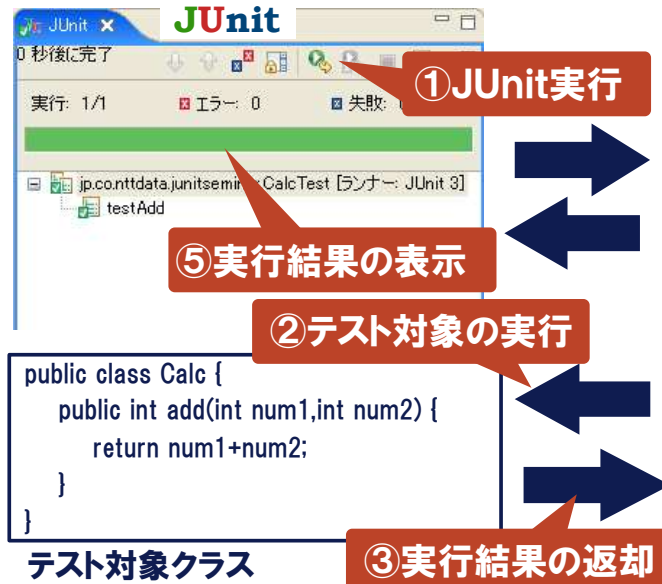 JUnit
JUnit
0 秒後に完了
①JUnit実行
実行: 1/1 エラー: 0 失敗:
jp.co.nttdata.junitseminar.CalcTest [ランナー: JUnit 3]
testAdd
⑤実行結果の表示
②テスト対象の実行
public class Calc {
public int add(int num1,int num2) {
return num1+num2;
}
}
テスト対象クラス
③実行結果の返却